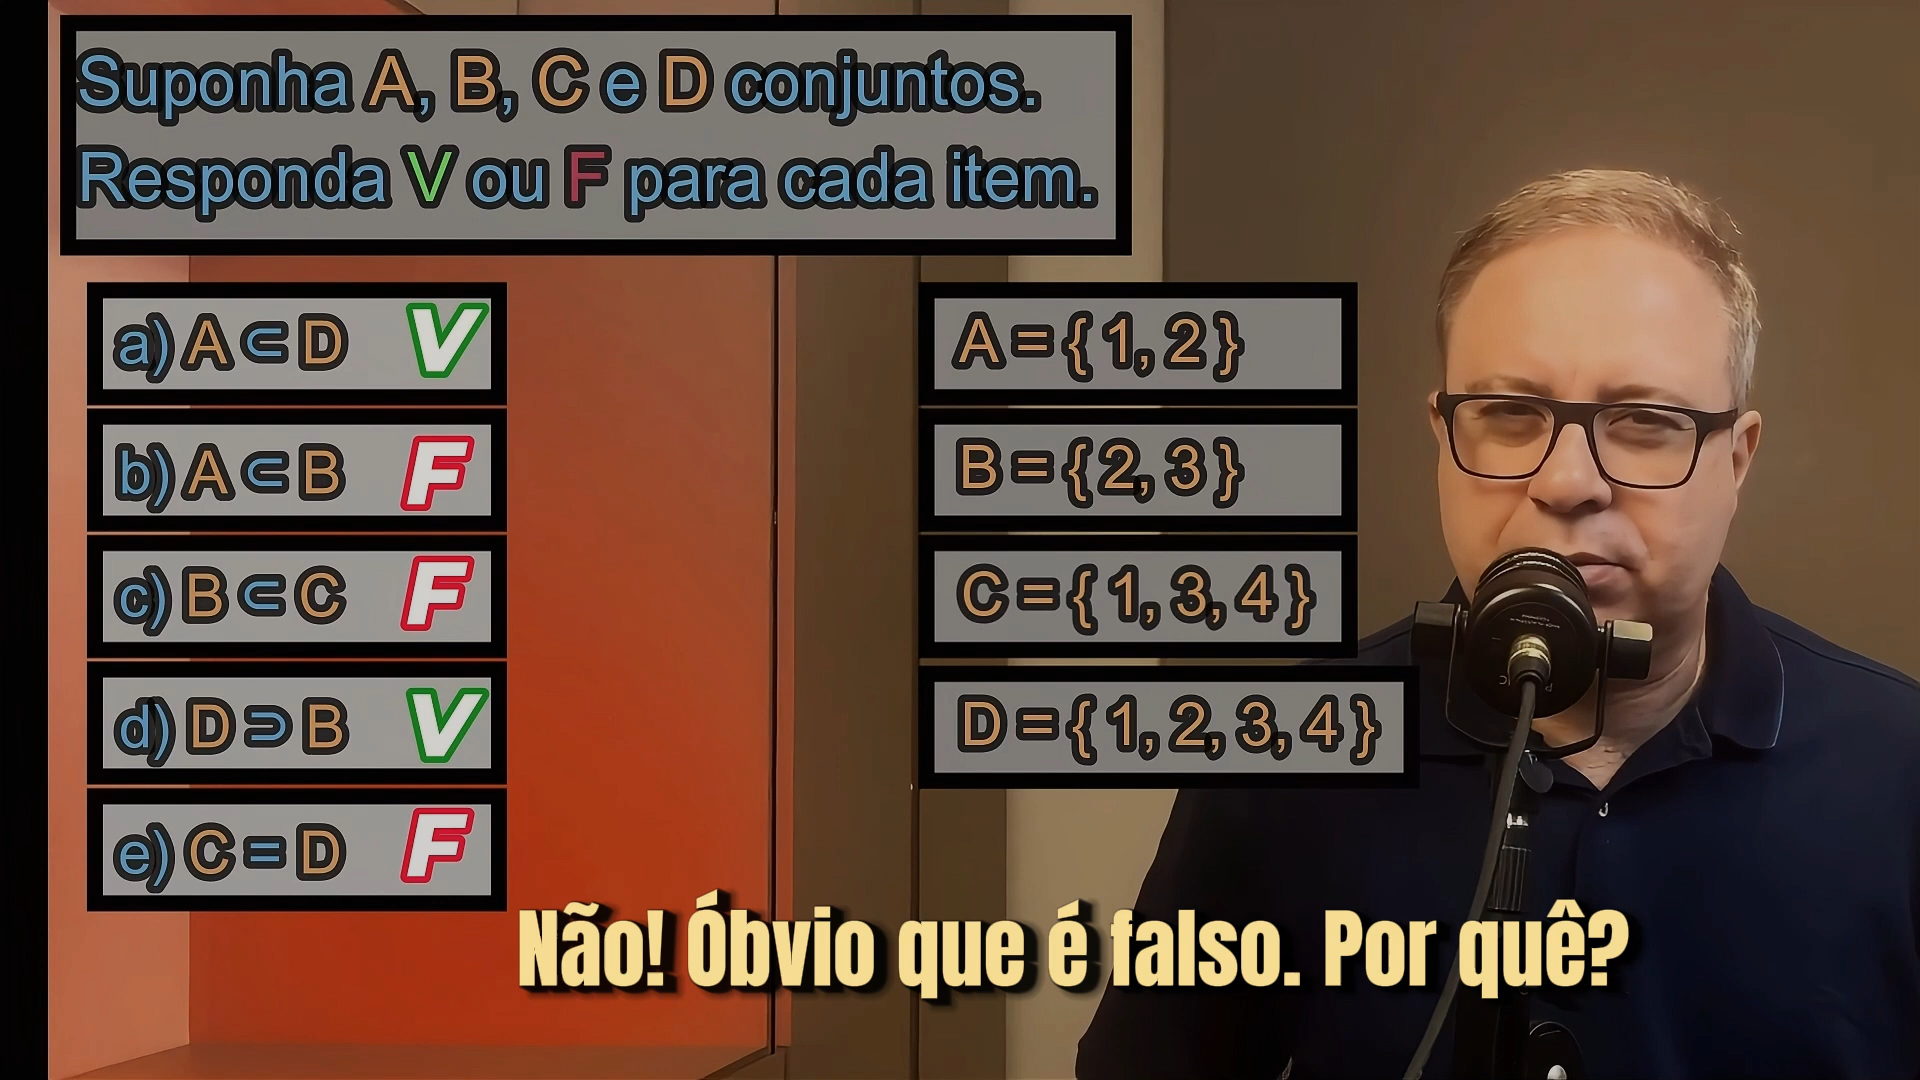 Suponha A, B, C e D conjuntos.
Responda V ou F para cada item.
a) A ⊂ D V
b) A ⊂ B F
c) B ⊂ C F
d) D ⊃ B V
e) C = D F
A = { 1, 2 }
B = { 2, 3 }
C = { 1, 3, 4 }
D = { 1, 2, 3, 4 }
Não! Óbvio que é falso. Por quê?